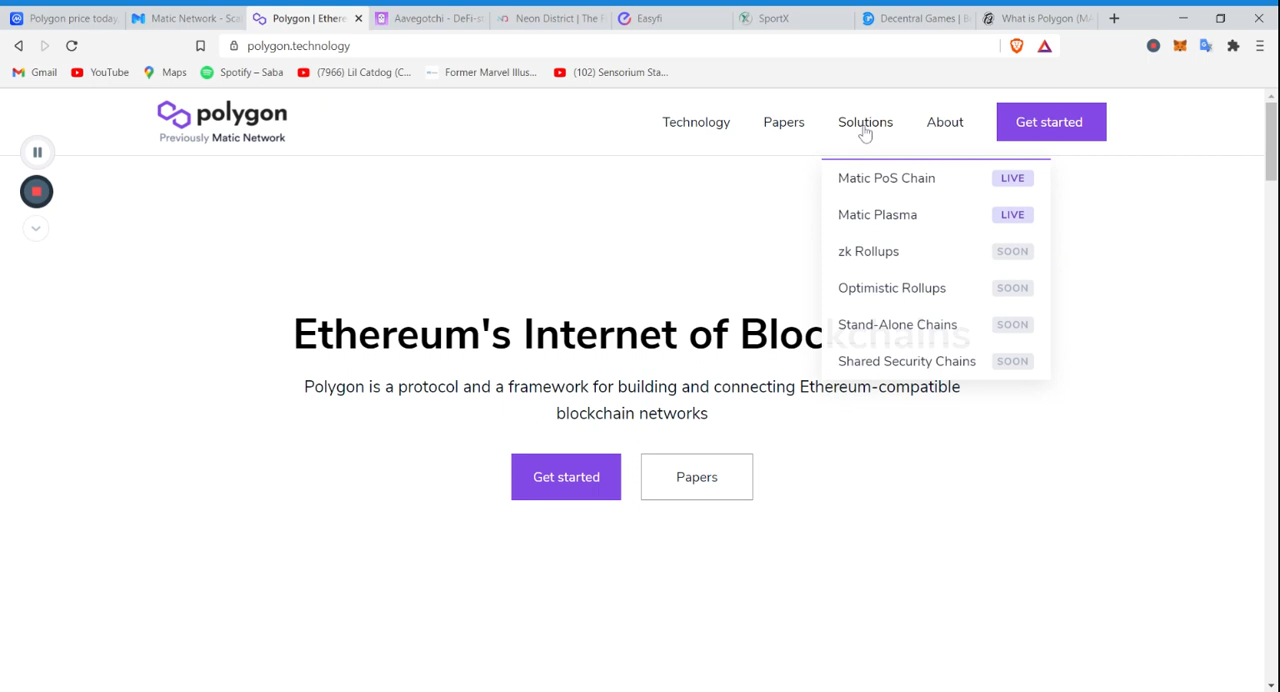 Polygon price today
Matic Network - Sca
Polygon | Ethere
Aavegotchi - DeFi-st
Neon District | The F
Easyfi
SportX
Decentral Games | B
What is Polygon (MA
polygon.technology
Gmail
YouTube
Maps
Spotify – Saba
(7966) Lil Catdog (C...
Former Marvel Illus...
(102) Sensorium Sta...
polygon
Previously Matic Network
Technology
Papers
Solutions
About
Get started
Matic PoS Chain LIVE
Matic Plasma LIVE
zk Rollups SOON
Optimistic Rollups SOON
Stand-Alone Chains SOON
Shared Security Chains SOON
Ethereum's Internet of Blockchains
Polygon is a protocol and a framework for building and connecting Ethereum-compatible
blockchain networks
Get started
Papers